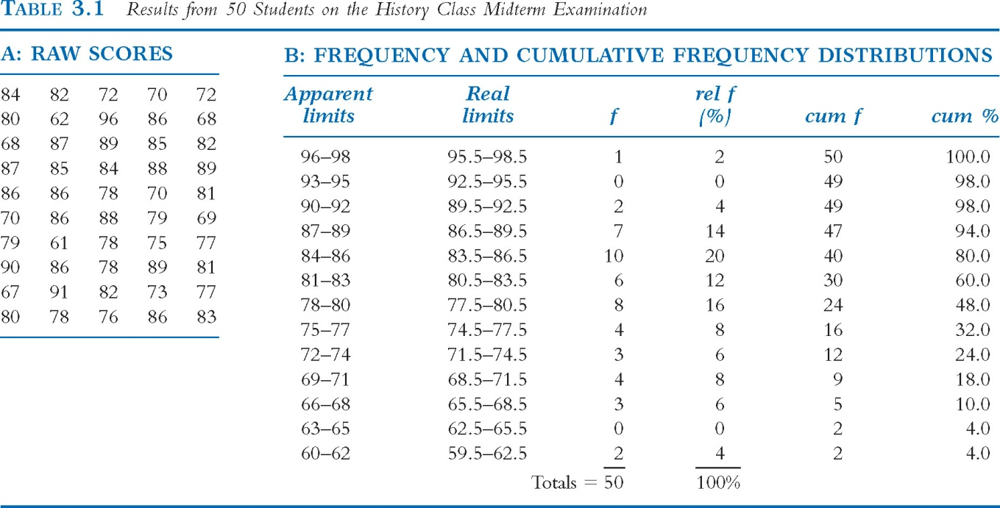 TABLE 3.1 Results from 50 Students on the History Class Midterm Examination
A: RAW SCORES
84 82 72 70 72
80 62 96 86 68
68 87 89 85 82
87 85 84 88 89
86 86 78 70 81
70 86 88 79 69
79 61 78 75 77
90 86 78 89 81
67 91 82 73 77
80 78 76 86 83
B: FREQUENCY AND CUMULATIVE FREQUENCY DISTRIBUTIONS
Apparent Real rel f
limits limits f (%) cum f cum %
96–98 95.5–98.5 1 2 50 100.0
93–95 92.5–95.5 0 0 49 98.0
90–92 89.5–92.5 2 4 49 98.0
87–89 86.5–89.5 7 14 47 94.0
84–86 83.5–86.5 10 20 40 80.0
81–83 80.5–83.5 6 12 30 60.0
78–80 77.5–80.5 8 16 24 48.0
75–77 74.5–77.5 4 8 16 32.0
72–74 71.5–74.5 3 6 12 24.0
69–71 68.5–71.5 4 8 9 18.0
66–68 65.5–68.5 3 6 5 10.0
63–65 62.5–65.5 0 0 2 4.0
60–62 59.5–62.5 2 4 2 4.0
Totals = 50 100%